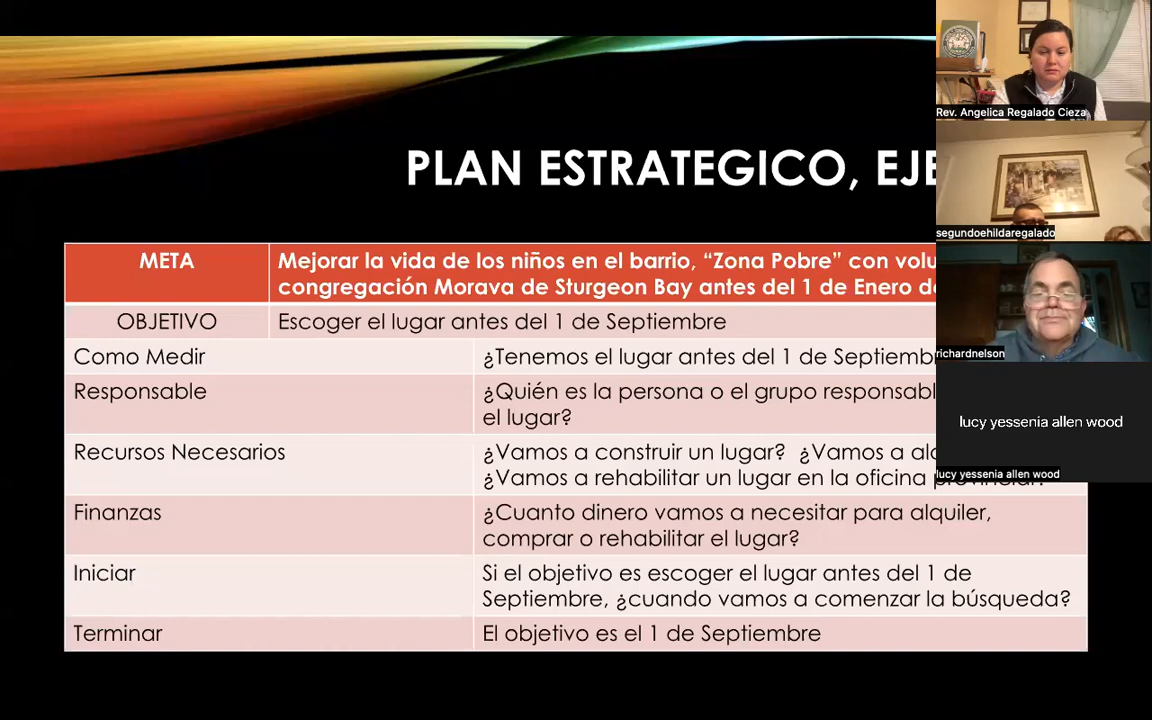 PLAN ESTRATEGICO, EJE
META
Mejorar la vida de los niños en el barrio, “Zona Pobre” con volu
congregación Morava de Sturgeon Bay antes del 1 de Enero de
OBJETIVO
Escoger el lugar antes del 1 de Septiembre
Como Medir
¿Tenemos el lugar antes del 1 de Septiembr
Responsable
¿Quién es la persona o el grupo responsabl
el lugar?
Recursos Necesarios
¿Vamos a construir un lugar? ¿Vamos a alq
¿Vamos a rehabilitar un lugar en la oficina provincial?
Finanzas
¿Cuanto dinero vamos a necesitar para alquiler,
comprar o rehabilitar el lugar?
Iniciar
Si el objetivo es escoger el lugar antes del 1 de
Septiembre, ¿cuando vamos a comenzar la búsqueda?
Terminar
El objetivo es el 1 de Septiembre
Rev. Angelica Regalado Cieza
segundoehildaregalado
richardnelson
lucy yessenia allen wood
lucy yessenia allen wood